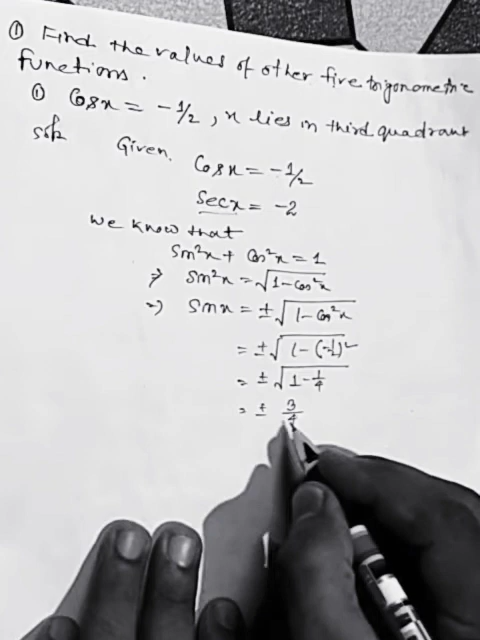 ① Find the values of other five trigonometric
functions.
① Cosx = -1/2, x lies in third quadrant
Soln Given,
Cosx = -1/2
Secx = -2
We know that
Sin²x + Cos²x = 1
⇒ Sin²x = √1-Cos²x
⇒ Sinx = ±√1-Cos²x
= ±√1-(-1/2)²
= ±√1-1/4
= ± 3/4